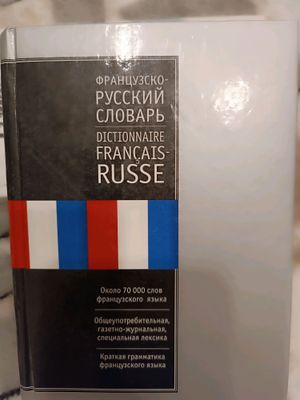 ФРАНЦУЗСКО-
РУССКИЙ
СЛОВАРЬ
DICTIONNAIRE
FRANÇAIS-
RUSSE
Около 70 000 слов
французского языка
Общеупотребительная,
газетно-журнальная,
специальная лексика
Краткая грамматика
французского языка